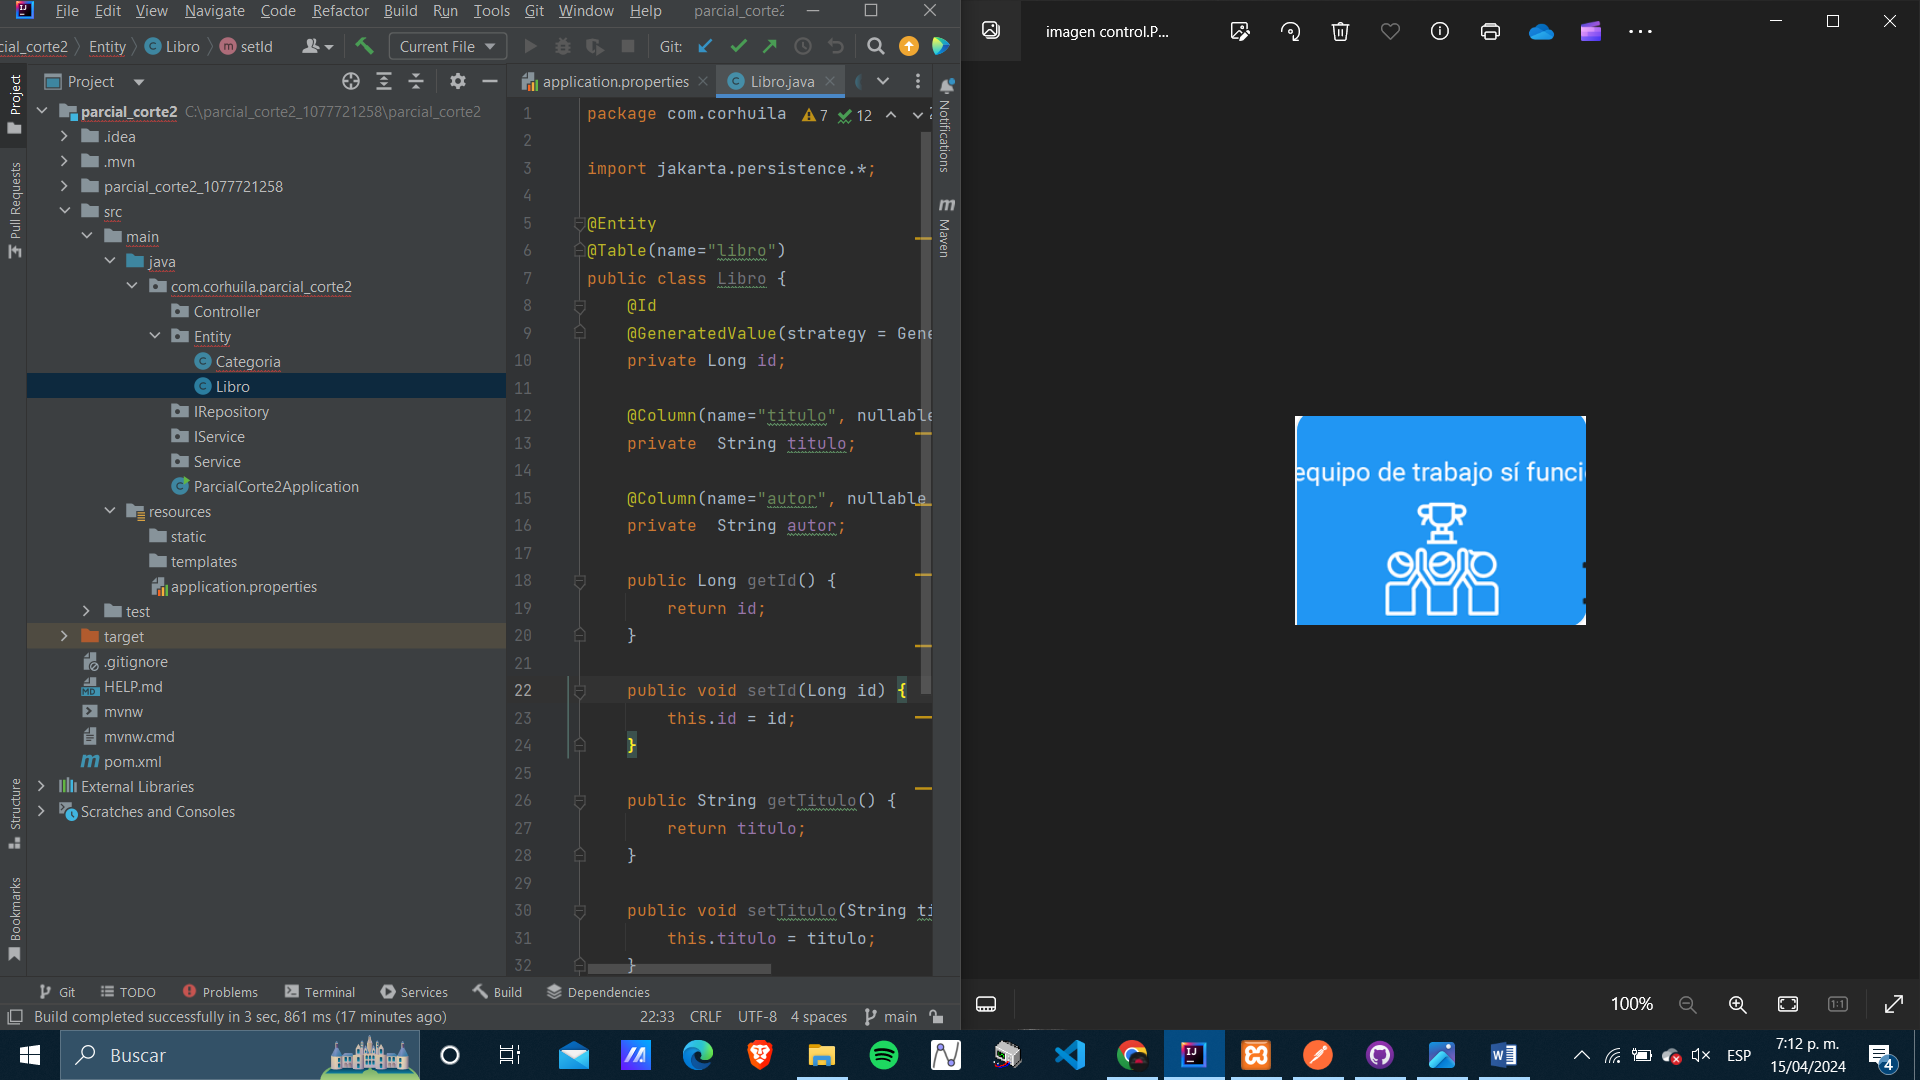 File Edit View Navigate Code Refactor Build Run Tools Git Window Help parcial_corte2
cial_corte2 Entity Libro setId Current File Git:
Project
parcial_corte2 C:\parcial_corte2_1077721258\parcial_corte2
.idea
.mvn
parcial_corte2_1077721258
src
main
java
com.corhuila.parcial_corte2
Controller
Entity
Categoria
Libro
IRepository
IService
Service
ParcialCorte2Application
resources
static
templates
application.properties
test
target
.gitignore
HELP.md
mvnw
mvnw.cmd
pom.xml
External Libraries
Scratches and Consoles
Project
Pull Requests
Structure
Bookmarks
application.properties Libro.java
7 12
1 package com.corhuila
2
3 import jakarta.persistence.*;
4
5 @Entity
6 @Table(name="libro")
7 public class Libro {
8 @Id
9 @GeneratedValue(strategy = Gene
10 private Long id;
11
12 @Column(name="titulo", nullable
13 private String titulo;
14
15 @Column(name="autor", nullable
16 private String autor;
17
18 public Long getId() {
19 return id;
20 }
21
22 public void setId(Long id) {
23 this.id = id;
24 }
25
26 public String getTitulo() {
27 return titulo;
28 }
29
30 public void setTitulo(String ti
31 this.titulo = titulo;
32 }
Notifications
Maven
Git TODO Problems Terminal Services Build Dependencies
Build completed successfully in 3 sec, 861 ms (17 minutes ago) 22:33 CRLF UTF-8 4 spaces main
imagen control.P...
equipo de trabajo sí funci
100%
1:1
Buscar
ESP
7:12 p. m.
15/04/2024
4